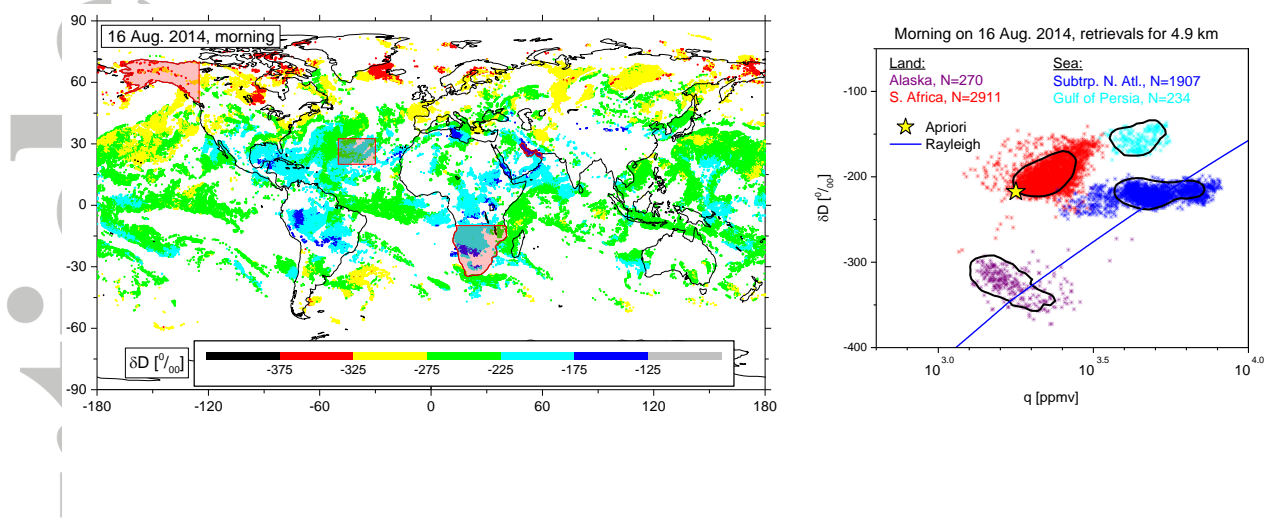 16 Aug. 2014, morning
90
60
30
0
-30
-60
-90
δD [⁰/₀₀]
-375 -325 -275 -225 -175 -125
-180 -120 -60 0 60 120 180
Morning on 16 Aug. 2014, retrievals for 4.9 km
Land: Sea:
Alaska, N=270 Subtrp. N. Atl., N=1907
S. Africa, N=2911 Gulf of Persia, N=234
Apriori
Rayleigh
δD [⁰/₀₀]
-100
-200
-300
-400
10^3.0 10^3.5 10^4.0
q [ppmv]